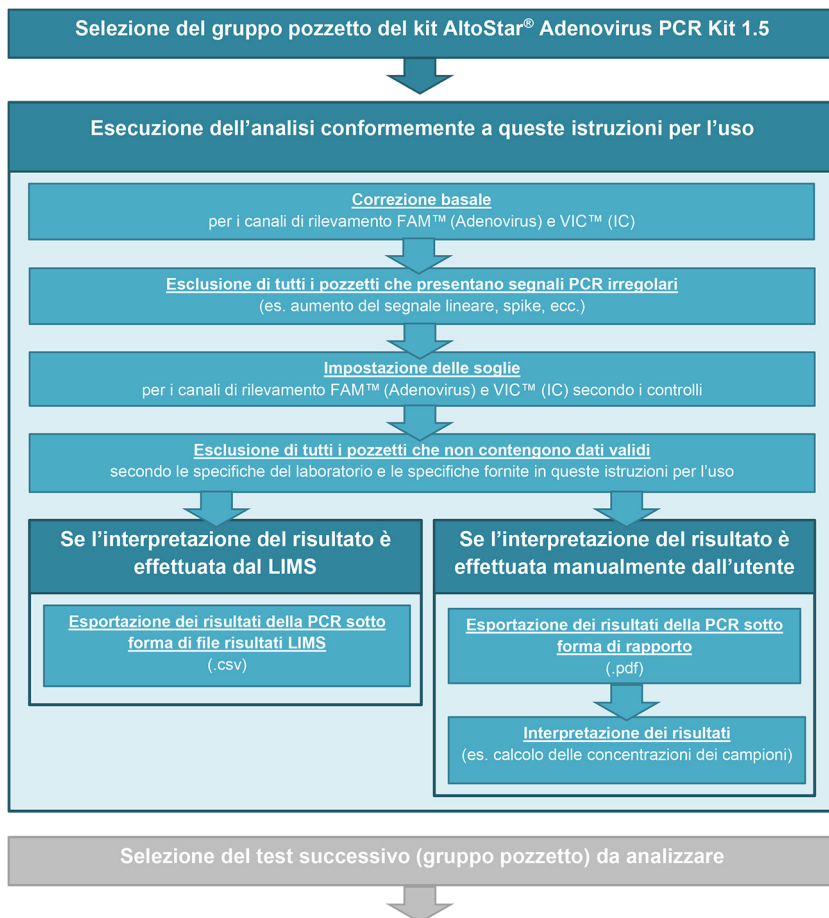 Selezione del gruppo pozzetto del kit AltoStar® Adenovirus PCR Kit 1.5
Esecuzione dell'analisi conformemente a queste istruzioni per l'uso
Correzione basale
per i canali di rilevamento FAM™ (Adenovirus) e VIC™ (IC)
Esclusione di tutti i pozzetti che presentano segnali PCR irregolari
(es. aumento del segnale lineare, spike, ecc.)
Impostazione delle soglie
per i canali di rilevamento FAM™ (Adenovirus) e VIC™ (IC) secondo i controlli
Esclusione di tutti i pozzetti che non contengono dati validi
secondo le specifiche del laboratorio e le specifiche fornite in queste istruzioni per l'uso
Se l'interpretazione del risultato è
effettuata dal LIMS
Esportazione dei risultati della PCR sotto
forma di file risultati LIMS
(.csv)
Se l'interpretazione del risultato è
effettuata manualmente dall'utente
Esportazione dei risultati della PCR sotto
forma di rapporto
(.pdf)
Interpretazione dei risultati
(es. calcolo delle concentrazioni dei campioni)
Selezione del test successivo (gruppo pozzetto) da analizzare